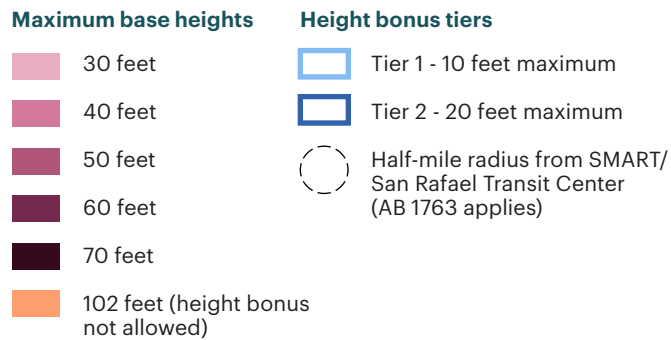 Maximum base heights
30 feet
40 feet
50 feet
60 feet
70 feet
102 feet (height bonus
not allowed)
Height bonus tiers
Tier 1 - 10 feet maximum
Tier 2 - 20 feet maximum
Half-mile radius from SMART/
San Rafael Transit Center
(AB 1763 applies)